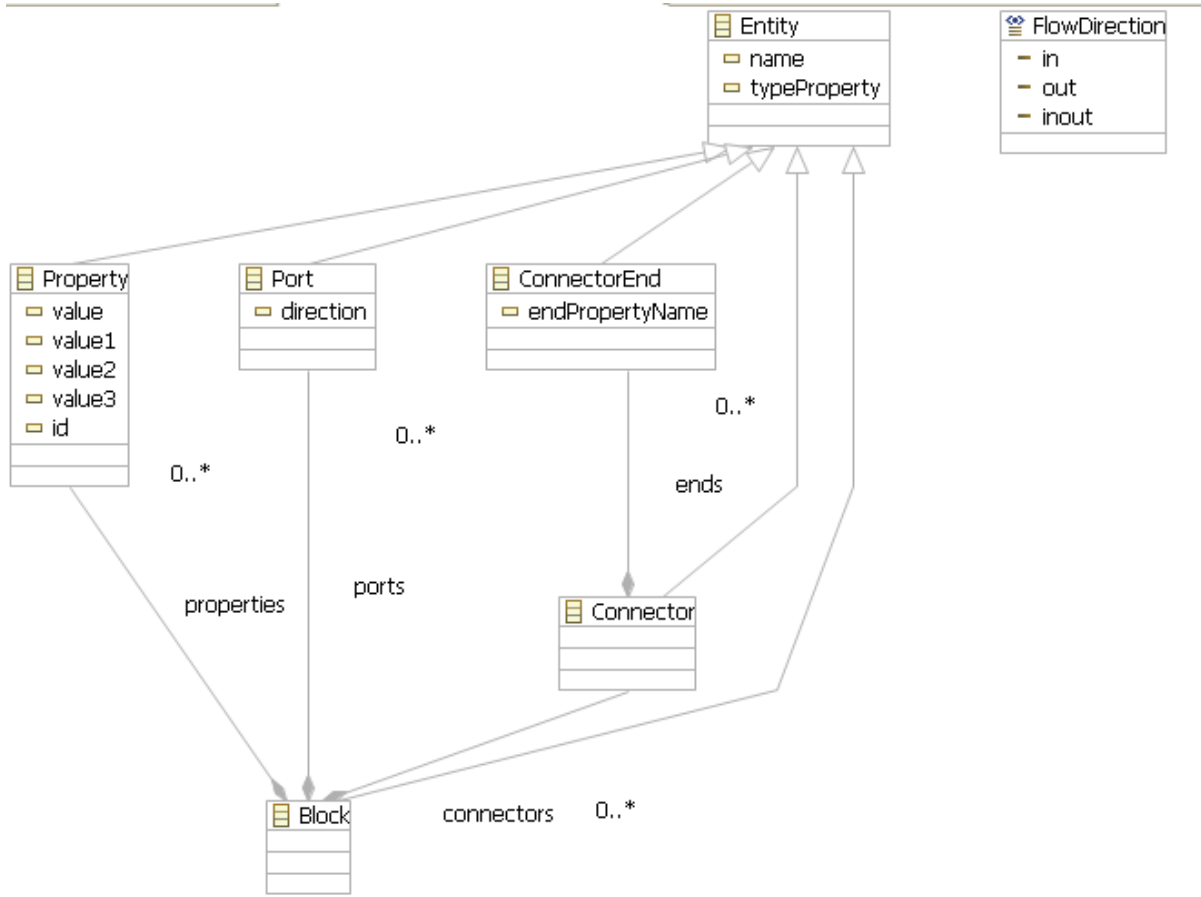 Entity
name
typeProperty
FlowDirection
in
out
inout
Property
value
value1
value2
value3
id
Port
direction
ConnectorEnd
endPropertyName
0..*
0..*
0..*
ends
properties
ports
Connector
Block
connectors
0..*